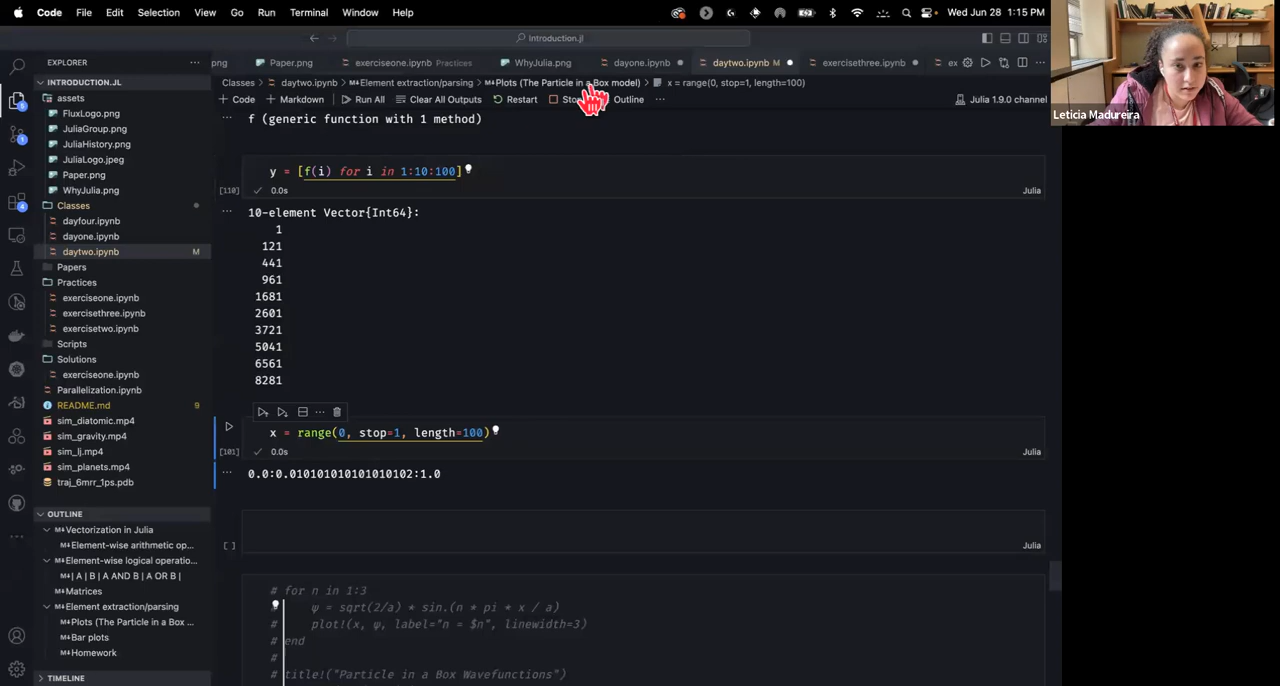 Code File Edit Selection View Go Run Terminal Window Help Wed Jun 28 1:15 PM
Introduction.jl
EXPLORER
png Paper.png exerciseone.ipynb Practices WhyJulia.png dayone.ipynb daytwo.ipynb M exercisethree.ipynb ex
INTRODUCTION.JL
Classes > daytwo.ipynb > M↓Element extraction/parsing > M↓Plots (The Particle in a Box model) > x = range(0, stop=1, length=100)
+ Code + Markdown Run All Clear All Outputs Restart Outline ... Julia 1.9.0 channel
assets
FluxLogo.png
JuliaGroup.png
JuliaHistory.png
JuliaLogo.jpeg
Paper.png
WhyJulia.png
Classes
dayfour.ipynb
dayone.ipynb
daytwo.ipynb M
Papers
Practices
exerciseone.ipynb
exercisethree.ipynb
exercisetwo.ipynb
Scripts
Solutions
exerciseone.ipynb
Parallelization.ipynb
README.md 9
sim_diatomic.mp4
sim_gravity.mp4
sim_lj.mp4
sim_planets.mp4
traj_6mrr_1ps.pdb
OUTLINE
M↓Vectorization in Julia
M↓Element-wise arithmetic op...
M↓Element-wise logical operatio...
M↓| A | B | A AND B | A OR B |
M↓Matrices
M↓Element extraction/parsing
M↓Plots (The Particle in a Box ...
M↓Bar plots
M↓Homework
TIMELINE
f (generic function with 1 method)
y = [f(i) for i in 1:10:100]
[110] 0.0s Julia
10-element Vector{Int64}:
1
121
441
961
1681
2601
3721
5041
6561
8281
x = range(0, stop=1, length=100)
[101] 0.0s Julia
0.0:0.010101010101010102:1.0
[ ] Julia
# for n in 1:3
# ψ = sqrt(2/a) * sin.(n * pi * x / a)
# plot!(x, ψ, label="n = $n", linewidth=3)
# end
#
# title!("Particle in a Box Wavefunctions")
Leticia Madureira